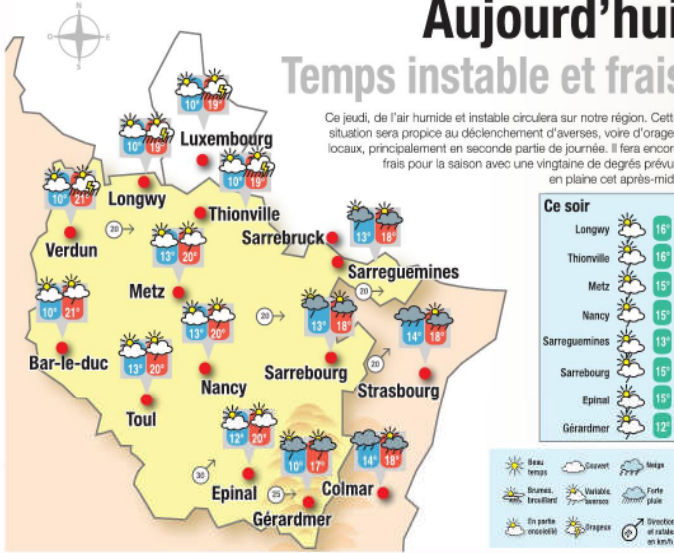 Aujourd'hui
Temps instable et frais
Ce jeudi, de l'air humide et instable circulera sur notre région. Cett
situation sera propice au déclenchement d'averses, voire d'orage
locaux, principalement en seconde partie de journée. Il fera encor
frais pour la saison avec une vingtaine de degrés prévu
en plaine cet après-mid
N
O E
S
10° 19°
Luxembourg
10° 19°
Longwy
10° 19°
Thionville
10° 21°
Verdun
20
13° 20°
Metz
Sarrebruck
13° 18°
Sarreguemines
20
10° 21°
Bar-le-duc
13° 20°
Toul
13° 20°
Nancy
20
13° 18°
Sarrebourg
20
14° 18°
Strasbourg
12° 20°
Epinal
30
10° 17°
Gérardmer
25
14° 18°
Colmar
Ce soir
Longwy 16°
Thionville 16°
Metz 15°
Nancy 15°
Sarreguemines 13°
Sarrebourg 15°
Epinal 15°
Gérardmer 12°
Beau
temps
Couvert
Neige
Brumes,
brouillard
Variable,
averses
Forte
pluie
En partie
ensoleillé
Orageux
Direction
et rafale
en km/h